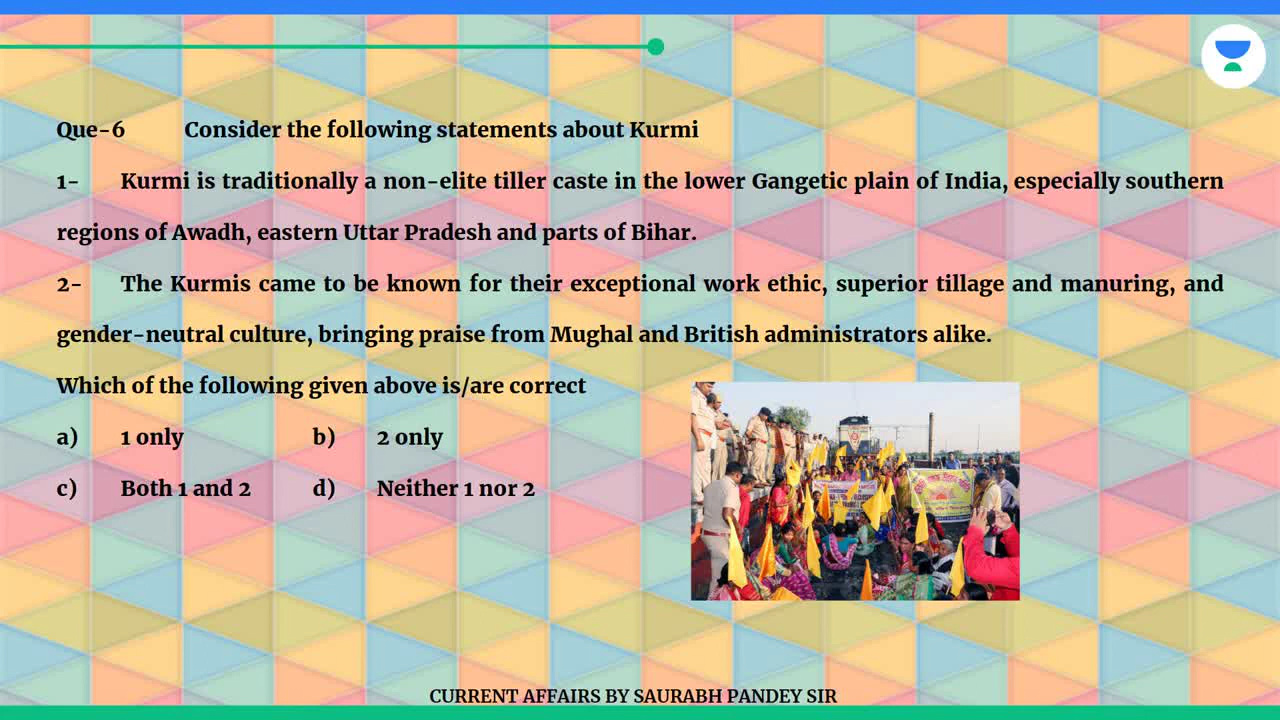 Que-6 Consider the following statements about Kurmi
1- Kurmi is traditionally a non-elite tiller caste in the lower Gangetic plain of India, especially southern
regions of Awadh, eastern Uttar Pradesh and parts of Bihar.
2- The Kurmis came to be known for their exceptional work ethic, superior tillage and manuring, and
gender-neutral culture, bringing praise from Mughal and British administrators alike.
Which of the following given above is/are correct
a) 1 only b) 2 only
c) Both 1 and 2 d) Neither 1 nor 2
CURRENT AFFAIRS BY SAURABH PANDEY SIR